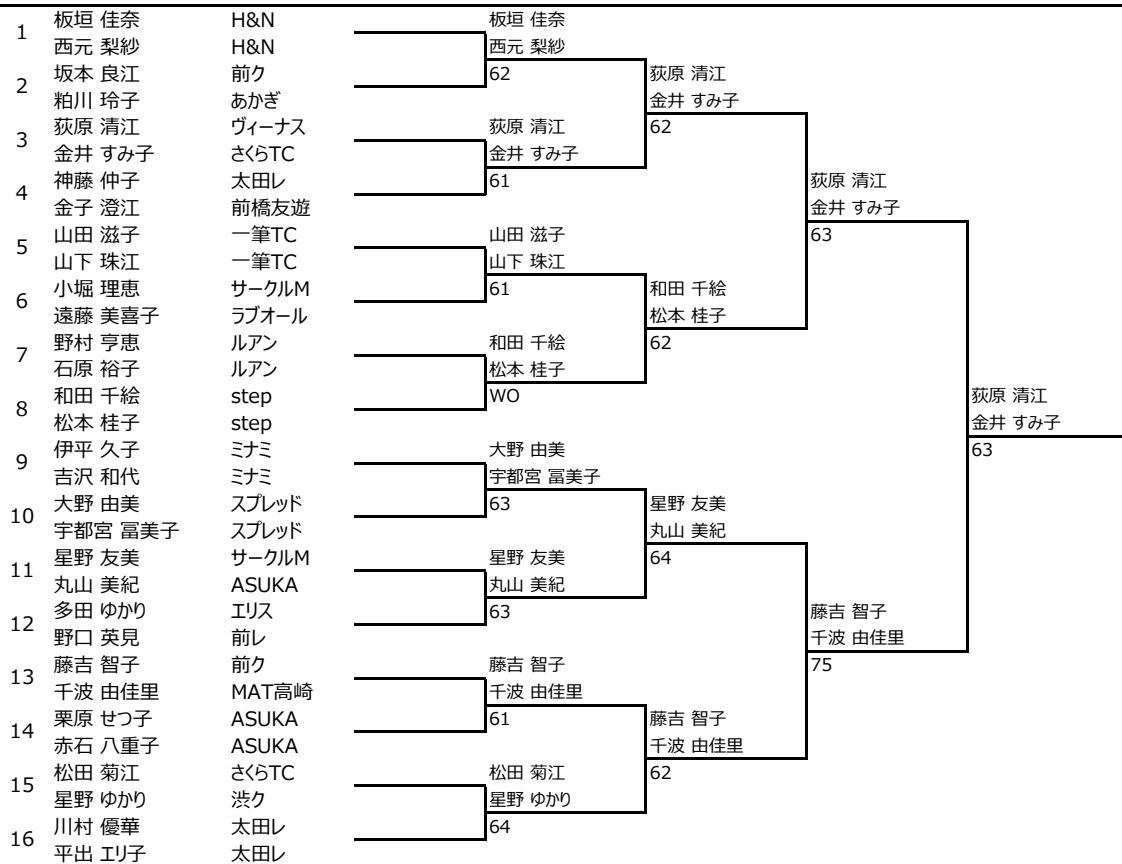 1
板垣 佳奈 H&N
西元 梨紗 H&N
2
坂本 良江 前ク
粕川 玲子 あかぎ
3
荻原 清江 ヴィーナス
金井 すみ子 さくらTC
4
神藤 仲子 太田レ
金子 澄江 前橋友遊
5
山田 滋子 一筆TC
山下 珠江 一筆TC
6
小堀 理恵 サークルM
遠藤 美喜子 ラブオール
7
野村 亨恵 ルアン
石原 裕子 ルアン
8
和田 千絵 step
松本 桂子 step
9
伊平 久子 ミナミ
吉沢 和代 ミナミ
10
大野 由美 スプレッド
宇都宮 冨美子 スプレッド
11
星野 友美 サークルM
丸山 美紀 ASUKA
12
多田 ゆかり エリス
野口 英見 前レ
13
藤吉 智子 前ク
千波 由佳里 MAT高崎
14
栗原 せつ子 ASUKA
赤石 八重子 ASUKA
15
松田 菊江 さくらTC
星野 ゆかり 渋ク
16
川村 優華 太田レ
平出 エリ子 太田レ
板垣 佳奈
西元 梨紗
62
荻原 清江
金井 すみ子
61
山田 滋子
山下 珠江
61
和田 千絵
松本 桂子
WO
大野 由美
宇都宮 冨美子
63
星野 友美
丸山 美紀
63
藤吉 智子
千波 由佳里
61
松田 菊江
星野 ゆかり
64
荻原 清江
金井 すみ子
62
和田 千絵
松本 桂子
62
星野 友美
丸山 美紀
64
藤吉 智子
千波 由佳里
62
荻原 清江
金井 すみ子
63
藤吉 智子
千波 由佳里
75
荻原 清江
金井 すみ子
63